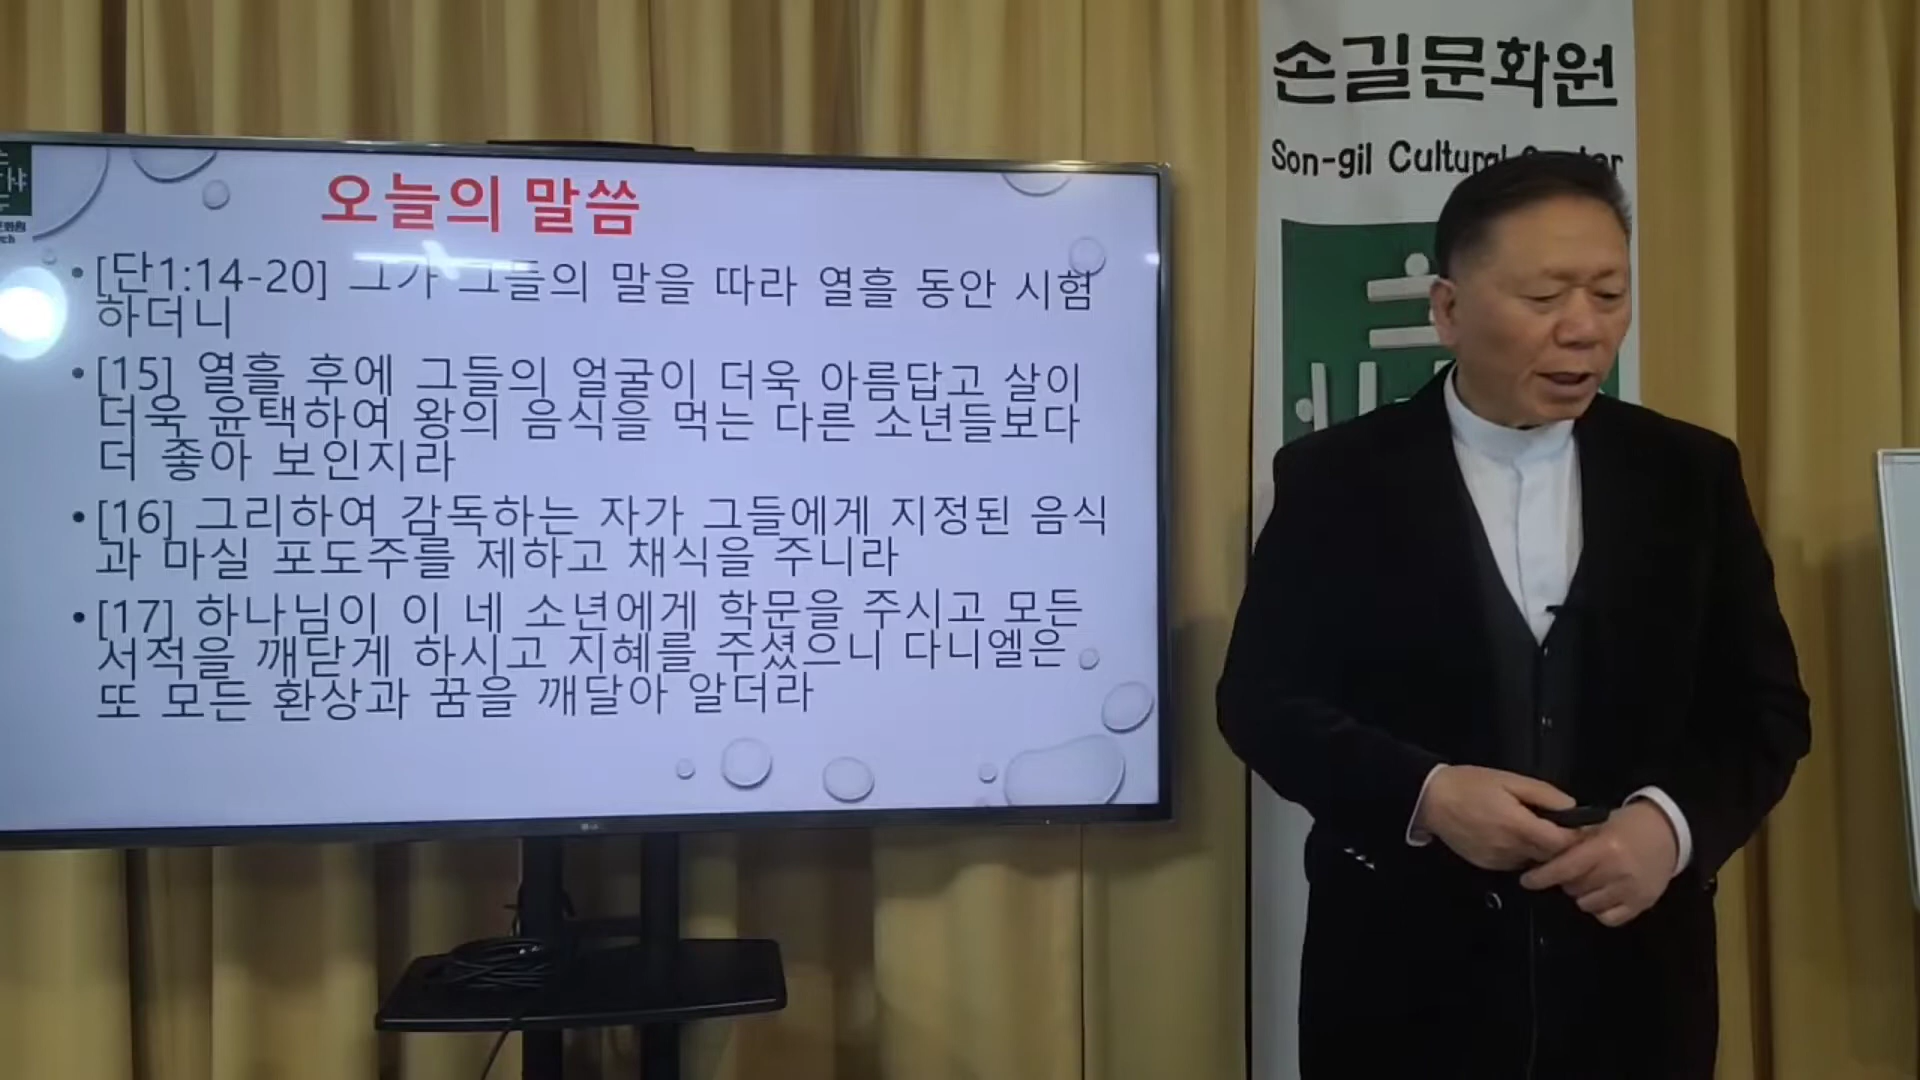 손길문화원
Son-gil Cultural Center
오늘의 말씀
• [단1:14-20] 그가 그들의 말을 따라 열흘 동안 시험
하더니
• [15] 열흘 후에 그들의 얼굴이 더욱 아름답고 살이
더욱 윤택하여 왕의 음식을 먹는 다른 소년들보다
더 좋아 보인지라
• [16] 그리하여 감독하는 자가 그들에게 지정된 음식
과 마실 포도주를 제하고 채식을 주니라
• [17] 하나님이 이 네 소년에게 학문을 주시고 모든
서적을 깨닫게 하시고 지혜를 주셨으니 다니엘은
또 모든 환상과 꿈을 깨달아 알더라